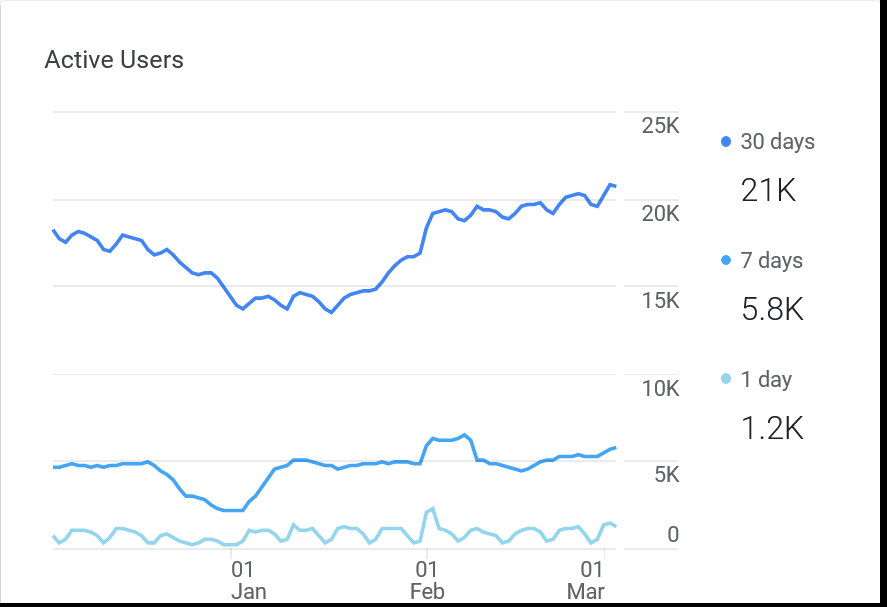 Active Users
25K
20K
15K
10K
5K
0
01 Jan
01 Feb
01 Mar
30 days
21K
7 days
5.8K
1 day
1.2K